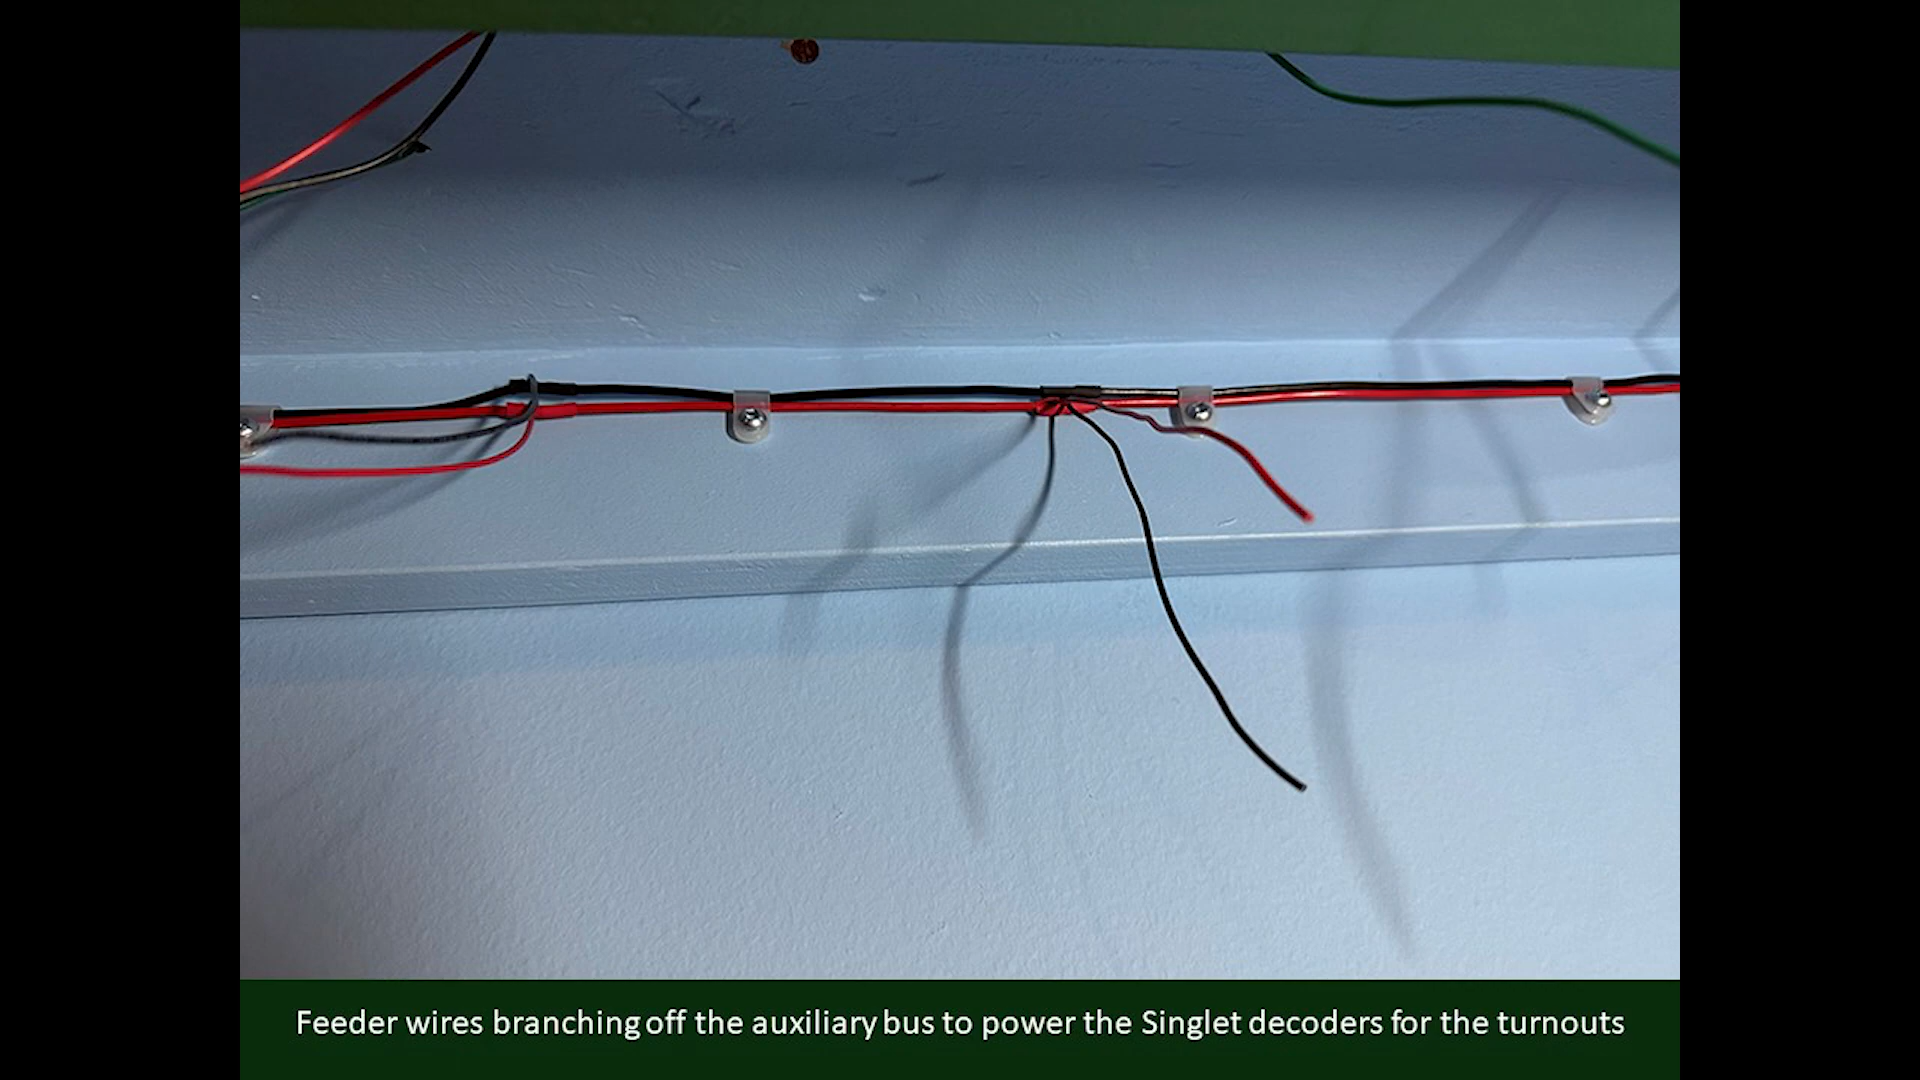 Feeder wires branching off the auxiliary bus to power the Singlet decoders for the turnouts